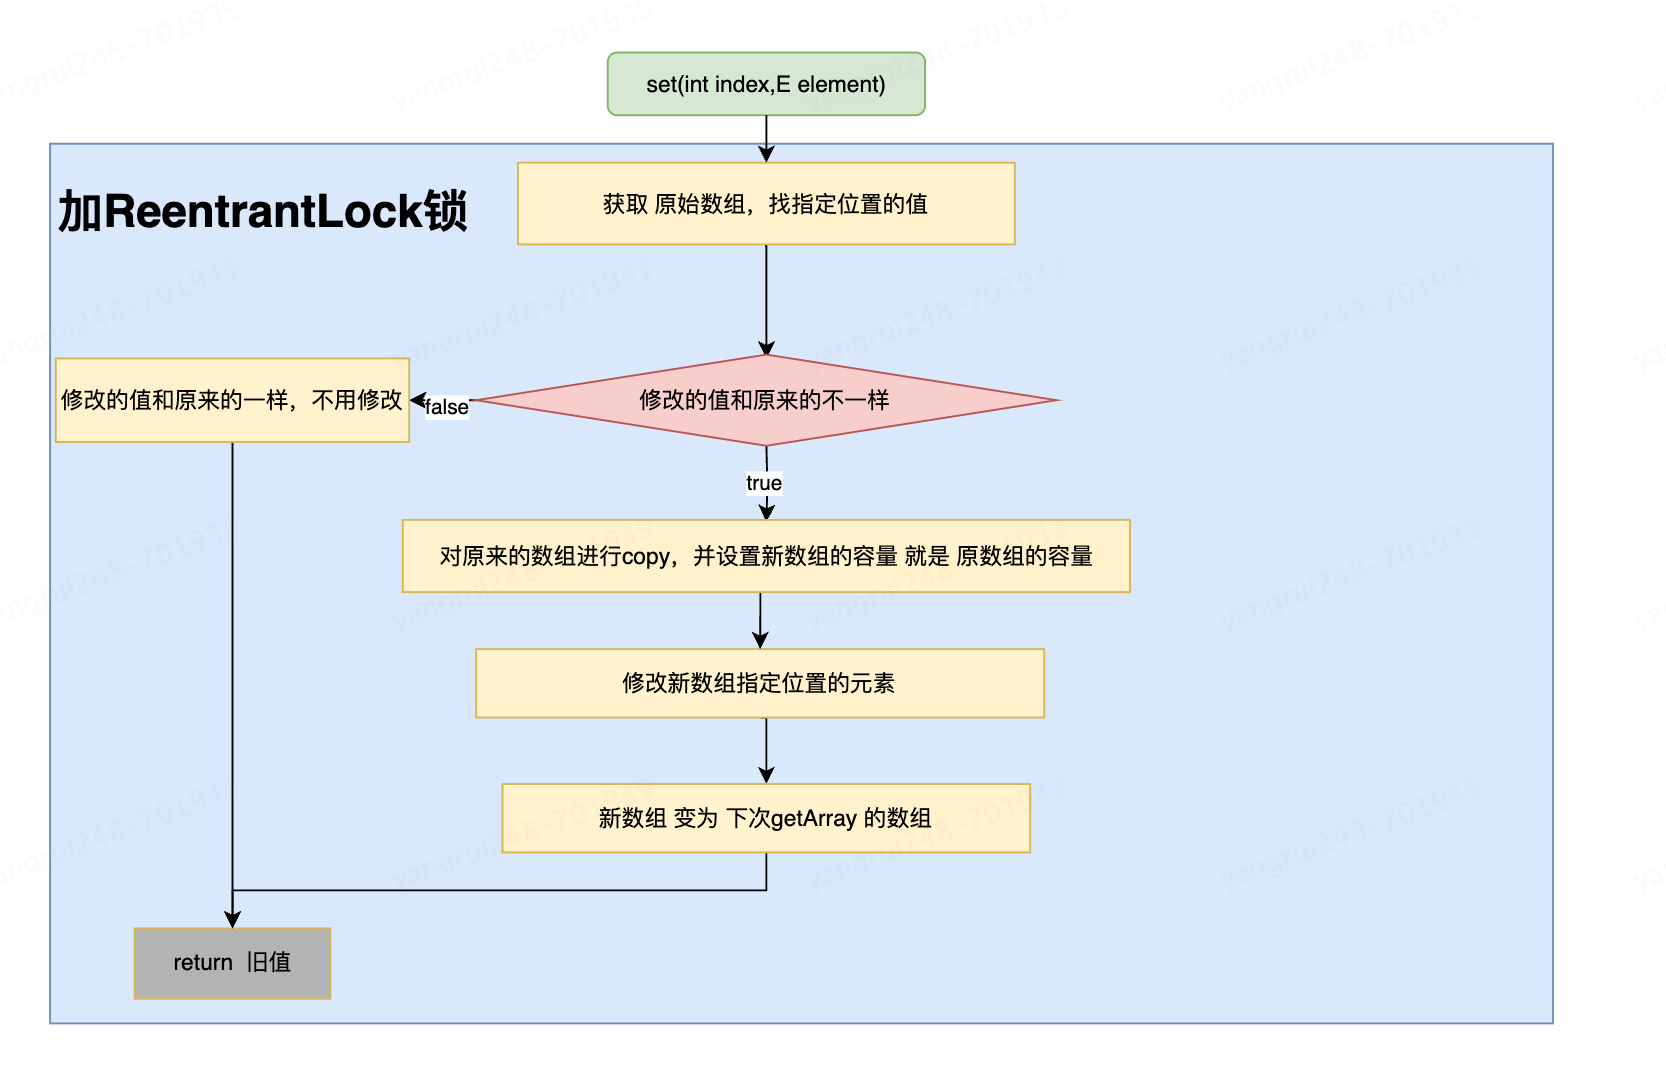 set(int index,E element)
加ReentrantLock锁
获取 原始数组，找指定位置的值
修改的值和原来的一样，不用修改
false
修改的值和原来的不一样
true
对原来的数组进行copy，并设置新数组的容量 就是 原数组的容量
修改新数组指定位置的元素
新数组 变为 下次getArray 的数组
return 旧值